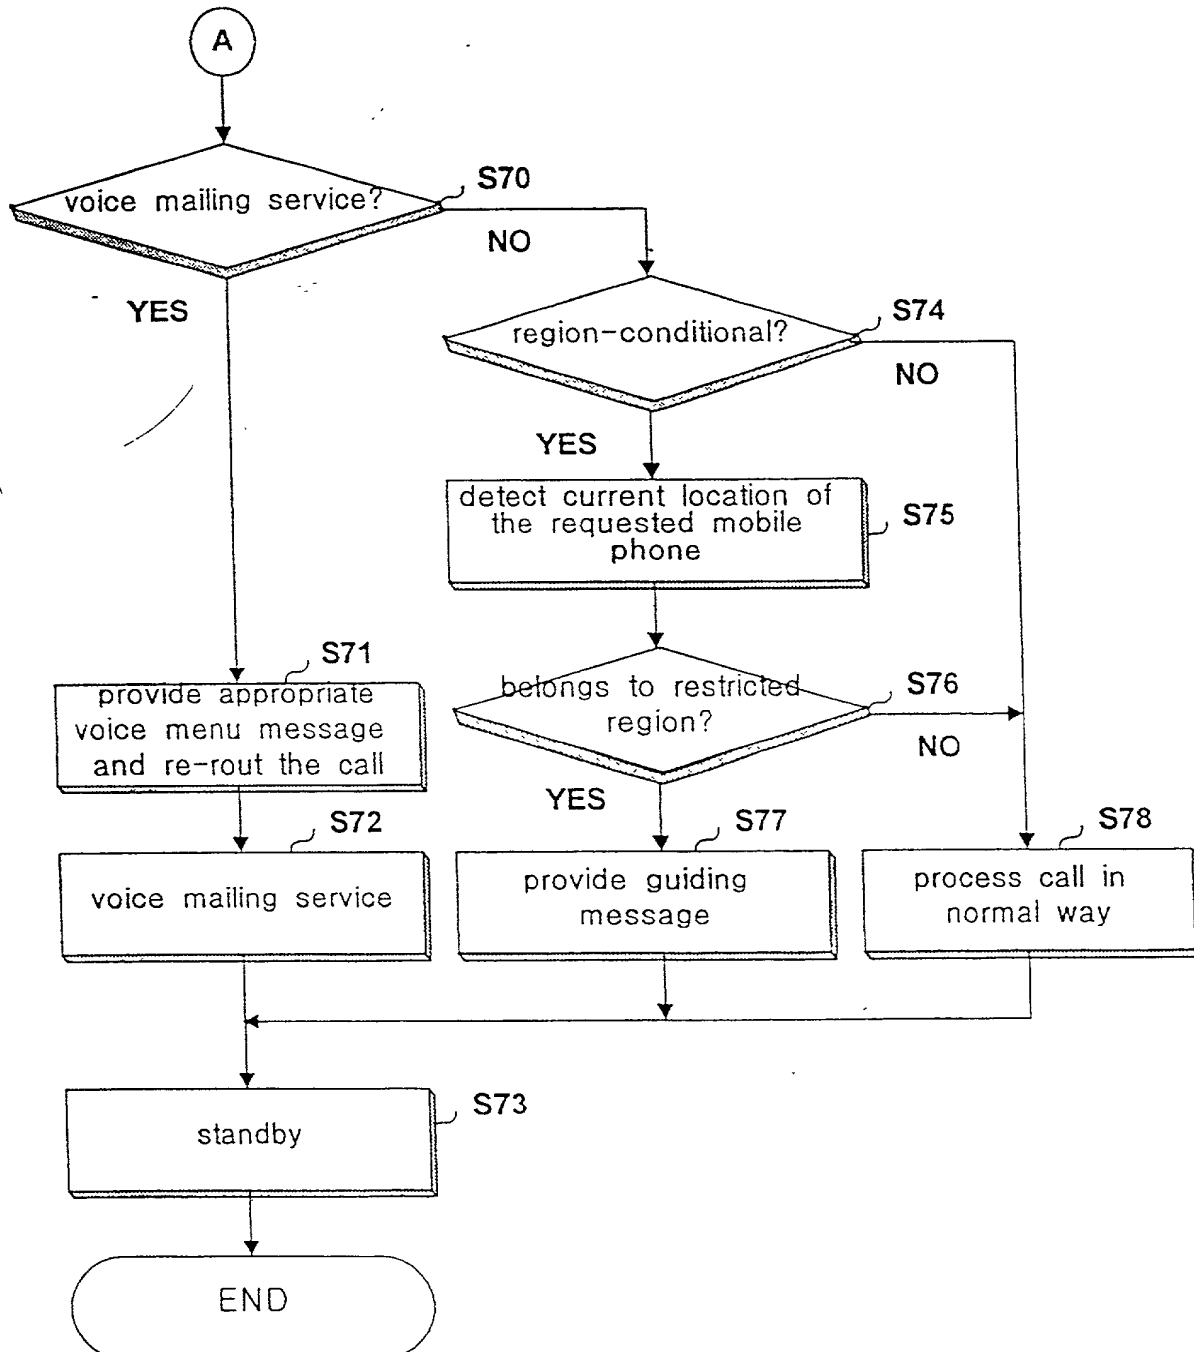 A
voice mailing service?
S70
NO
YES
region-conditional?
S74
NO
YES
detect current location of
the requested mobile
phone
S75
S71
provide appropriate
voice menu message
and re-rout the call
belongs to restricted
region?
S76
NO
YES
S72
voice mailing service
S77
provide guiding
message
S78
process call in
normal way
S73
standby
END